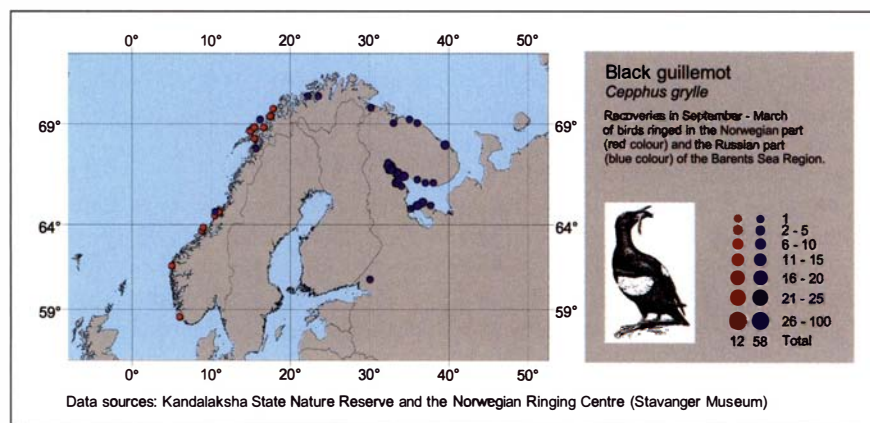 0° 10° 20° 30° 40° 50°
69° 69°
64° 64°
59° 59°
0° 10° 20° 30° 40° 50°
Black guillemot
Cepphus grylle
Recoveries in September - March
of birds ringed in the Norwegian part
(red colour) and the Russian part
(blue colour) of the Barents Sea Region.
1
2 - 5
6 - 10
11 - 15
16 - 20
21 - 25
26 - 100
12 58 Total
Data sources: Kandalaksha State Nature Reserve and the Norwegian Ringing Centre (Stavanger Museum)